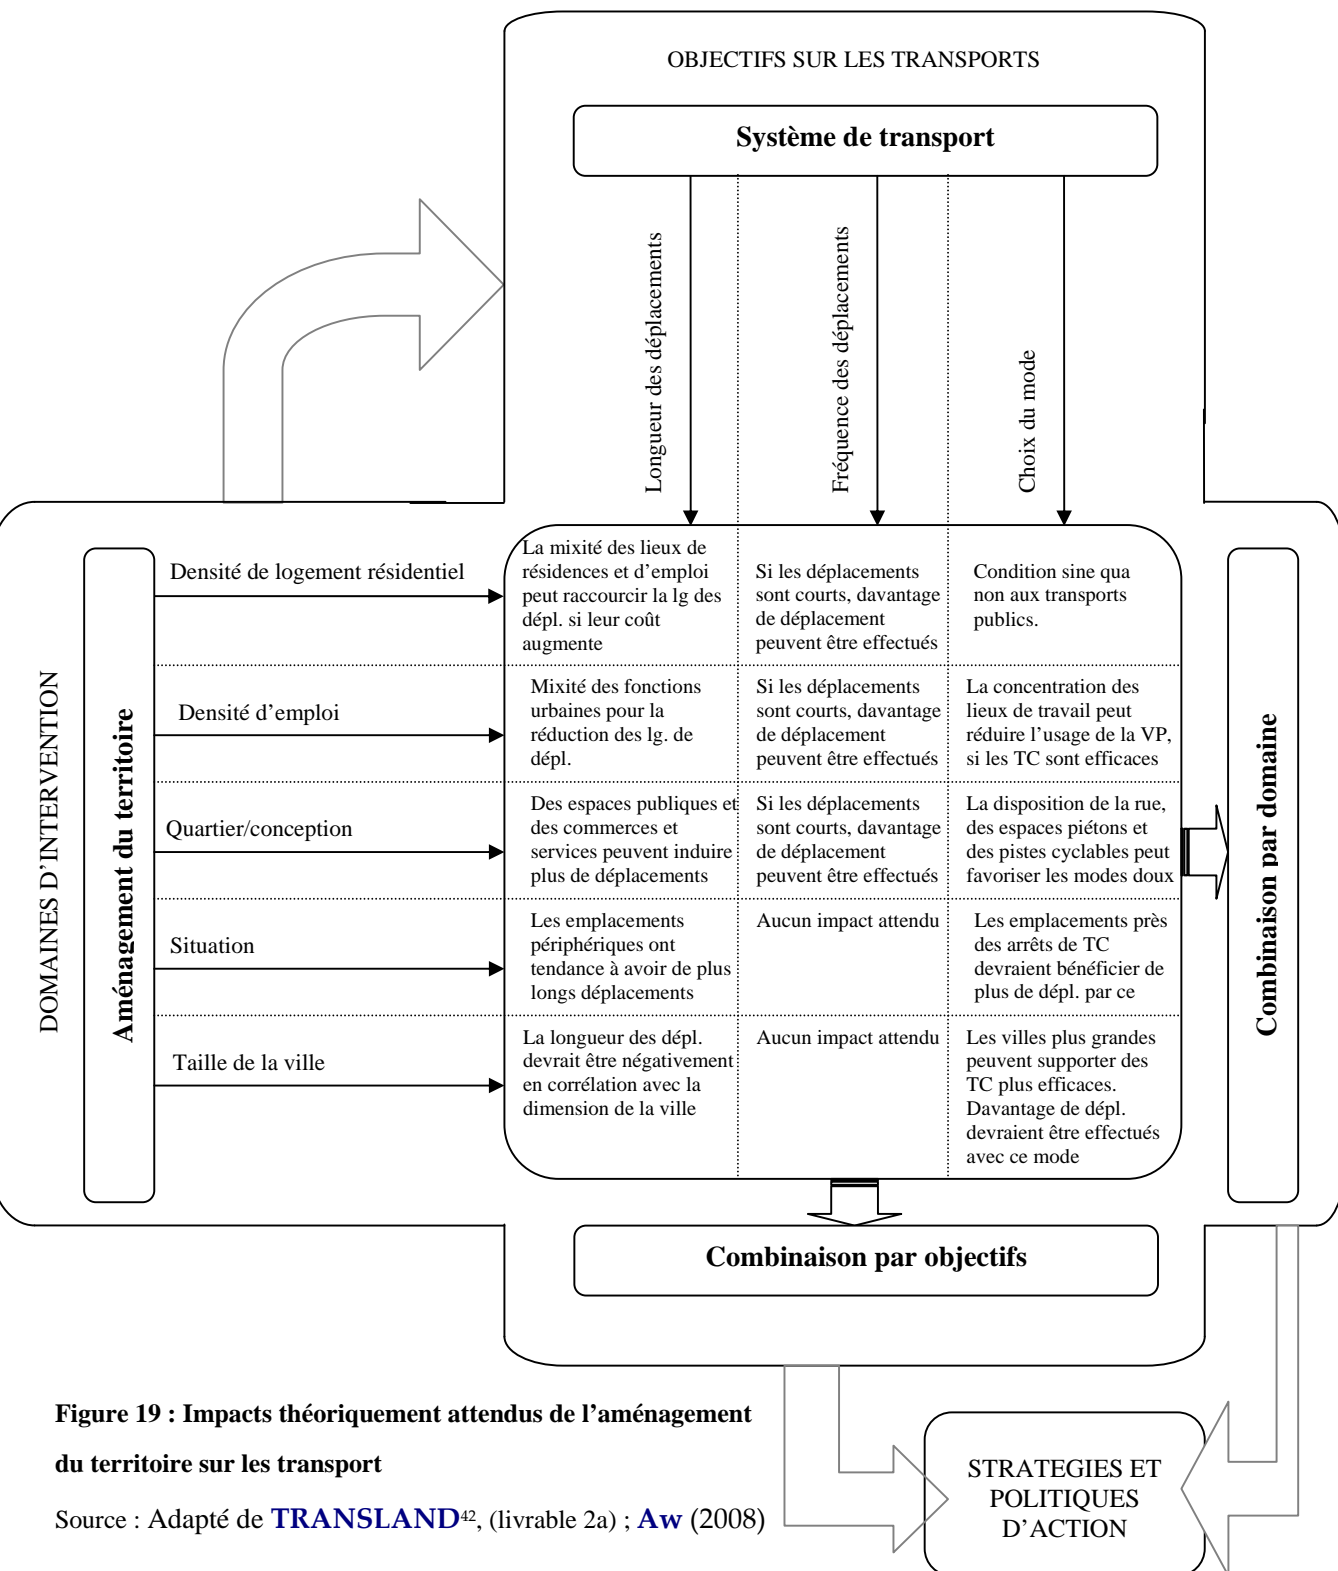 OBJECTIFS SUR LES TRANSPORTS
Système de transport
Longueur des déplacements
Fréquence des déplacements
Choix du mode
DOMAINES D'INTERVENTION
Aménagement du territoire
Densité de logement résidentiel
La mixité des lieux de
résidences et d'emploi
peut raccourcir la lg des
dépl. si leur coût
augmente
Si les déplacements
sont courts, davantage
de déplacement
peuvent être effectués
Condition sine qua
non aux transports
publics.
Densité d'emploi
Mixité des fonctions
urbaines pour la
réduction des lg. de
dépl.
Si les déplacements
sont courts, davantage
de déplacement
peuvent être effectués
La concentration des
lieux de travail peut
réduire l'usage de la VP,
si les TC sont efficaces
Quartier/conception
Des espaces publiques et
des commerces et
services peuvent induire
plus de déplacements
Si les déplacements
sont courts, davantage
de déplacement
peuvent être effectués
La disposition de la rue,
des espaces piétons et
des pistes cyclables peut
favoriser les modes doux
Situation
Les emplacements
périphériques ont
tendance à avoir de plus
longs déplacements
Aucun impact attendu
Les emplacements près
des arrêts de TC
devraient bénéficier de
plus de dépl. par ce
Taille de la ville
La longueur des dépl.
devrait être négativement
en corrélation avec la
dimension de la ville
Aucun impact attendu
Les villes plus grandes
peuvent supporter des
TC plus efficaces.
Davantage de dépl.
devraient être effectués
avec ce mode
Combinaison par domaine
Combinaison par objectifs
Figure 19 : Impacts théoriquement attendus de l'aménagement
du territoire sur les transport
Source : Adapté de TRANSLAND42, (livrable 2a) ; Aw (2008)
STRATEGIES ET
POLITIQUES
D'ACTION